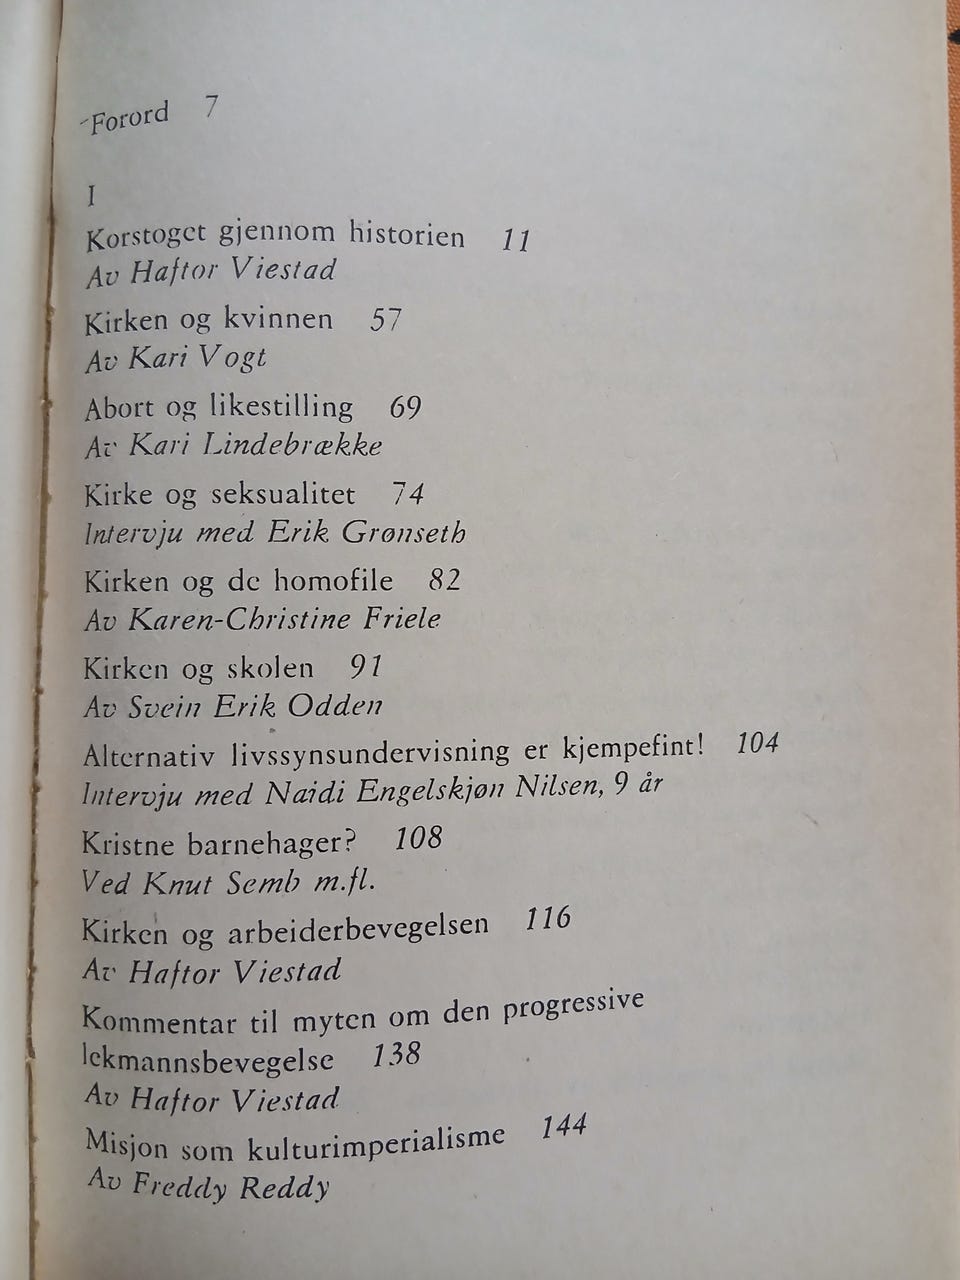 Forord 7
I
Korstoget gjennom historien 11
Av Haftor Viestad
Kirken og kvinnen 57
Av Kari Vogt
Abort og likestilling 69
Av Kari Lindebrække
Kirke og seksualitet 74
Intervju med Erik Grønseth
Kirken og de homofile 82
Av Karen-Christine Friele
Kirken og skolen 91
Av Svein Erik Odden
Alternativ livssynsundervisning er kjempefint! 104
Intervju med Naidi Engelskjøn Nilsen, 9 år
Kristne barnehager? 108
Ved Knut Semb m.fl.
Kirken og arbeiderbevegelsen 116
Av Haftor Viestad
Kommentar til myten om den progressive
lekmannsbevegelse 138
Av Haftor Viestad
Misjon som kulturimperialisme 144
Av Freddy Reddy